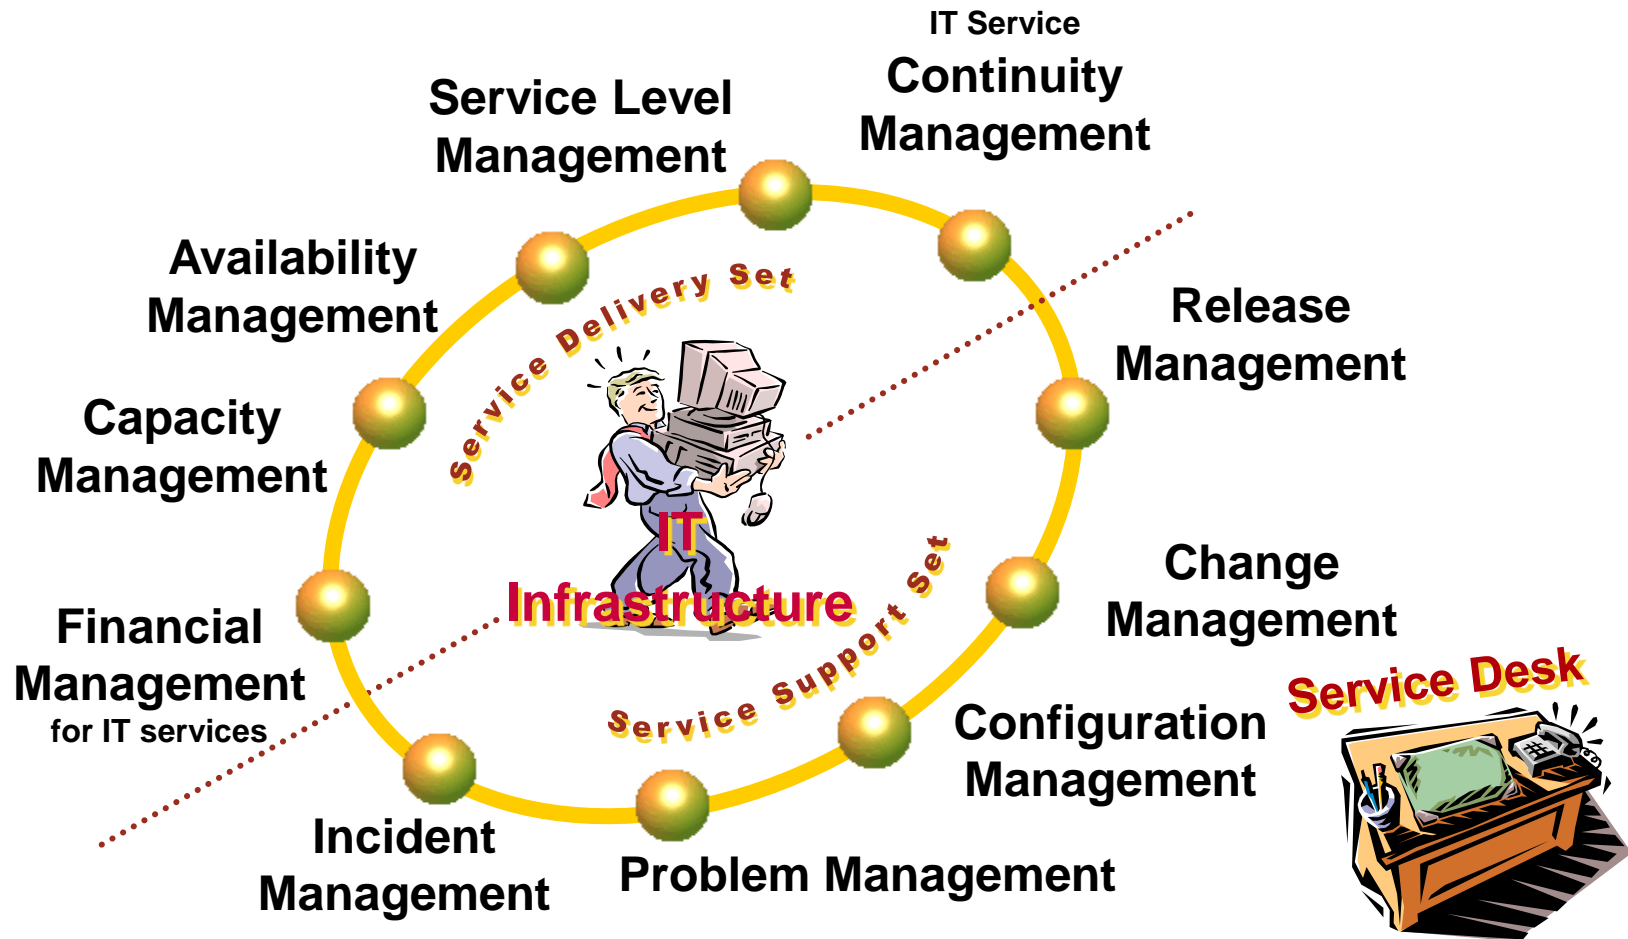 IT Service
Continuity
Management
Service Level
Management
Availability
Management
Service Delivery Set
Release
Management
Capacity
Management
IT
Infrastructure
Service Support Set
Change
Management
Financial
Management
for IT services
Service Desk
Configuration
Management
Incident
Management
Problem Management